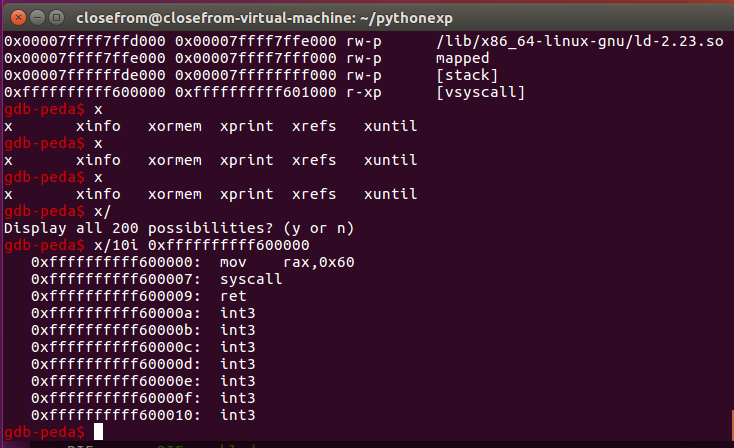 closefrom@closefrom-virtual-machine: ~/pythonexp
0x00007ffff7ffd000 0x00007ffff7ffe000 rw-p /lib/x86_64-linux-gnu/ld-2.23.so
0x00007ffff7ffe000 0x00007ffff7fff000 rw-p mapped
0x00007ffffffde000 0x00007ffffffff000 rw-p [stack]
0xffffffffff600000 0xffffffffff601000 r-xp [vsyscall]
gdb-peda$ x
x xinfo xormem xprint xrefs xuntil
gdb-peda$ x
x xinfo xormem xprint xrefs xuntil
gdb-peda$ x
x xinfo xormem xprint xrefs xuntil
gdb-peda$ x/
Display all 200 possibilities? (y or n)
gdb-peda$ x/10i 0xffffffffff600000
0xffffffffff600000: mov rax,0x60
0xffffffffff600007: syscall
0xffffffffff600009: ret
0xffffffffff60000a: int3
0xffffffffff60000b: int3
0xffffffffff60000c: int3
0xffffffffff60000d: int3
0xffffffffff60000e: int3
0xffffffffff60000f: int3
0xffffffffff600010: int3
gdb-peda$